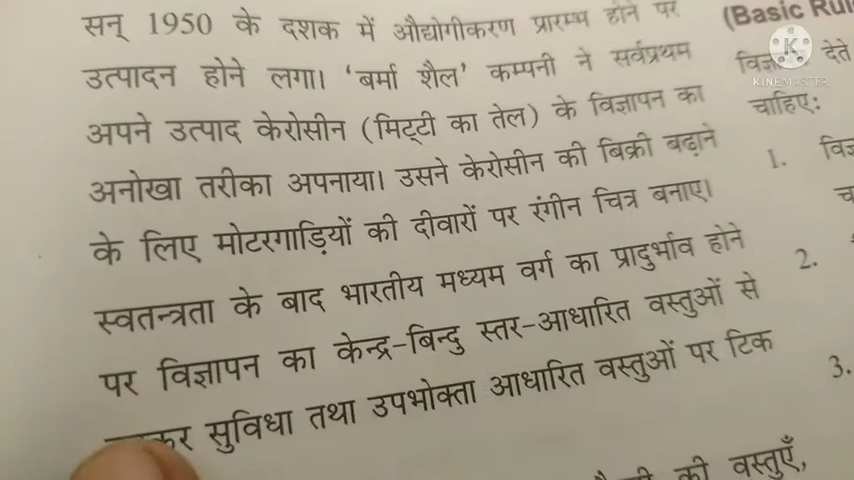 सन् 1950 के दशक में औद्योगीकरण प्रारम्भ होने पर
उत्पादन होने लगा। 'बर्मा शैल' कम्पनी ने सर्वप्रथम
अपने उत्पाद केरोसीन (मिट्टी का तेल) के विज्ञापन का
अनोखा तरीका अपनाया। उसने केरोसीन की बिक्री बढ़ाने
के लिए मोटरगाड़ियों की दीवारों पर रंगीन चित्र बनाए।
स्वतन्त्रता के बाद भारतीय मध्यम वर्ग का प्रादुर्भाव होने
पर विज्ञापन का केन्द्र-बिन्दु स्तर-आधारित वस्तुओं से
सुविधा तथा उपभोक्ता आधारित वस्तुओं पर टिक
की वस्तुएँ,
(Basic
देते
चाहिए:
1.
2.
3.
K
KINEMASTER